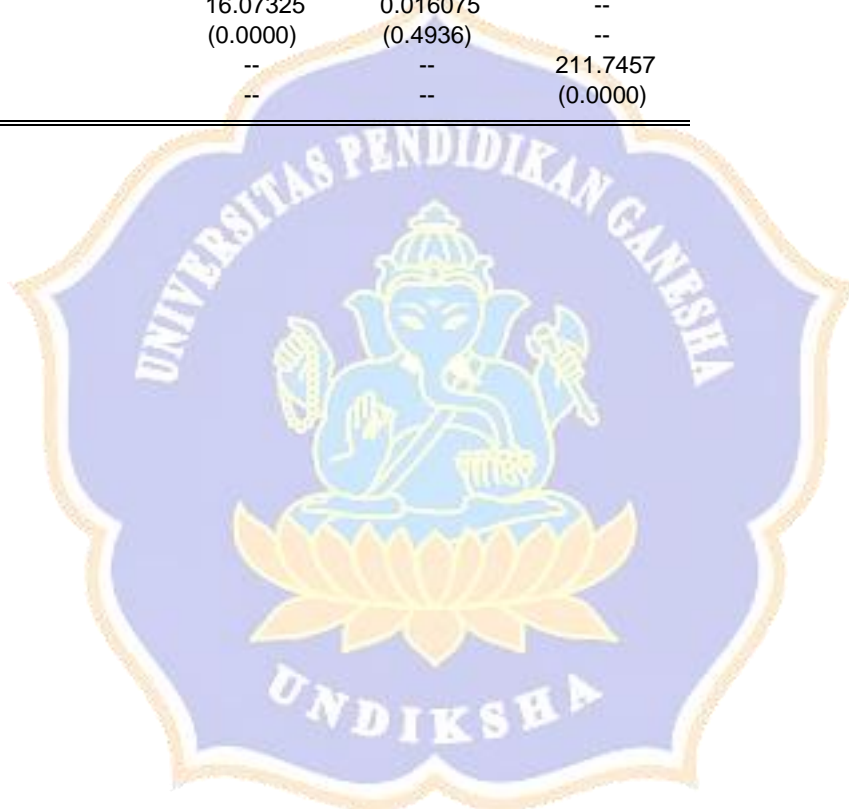 16.07325 0.016075 --
(0.0000) (0.4936) --
-- -- 211.7457
-- -- (0.0000)
UNIVERSITAS PENDIDIKAN GANESHA
UNDIKSHA